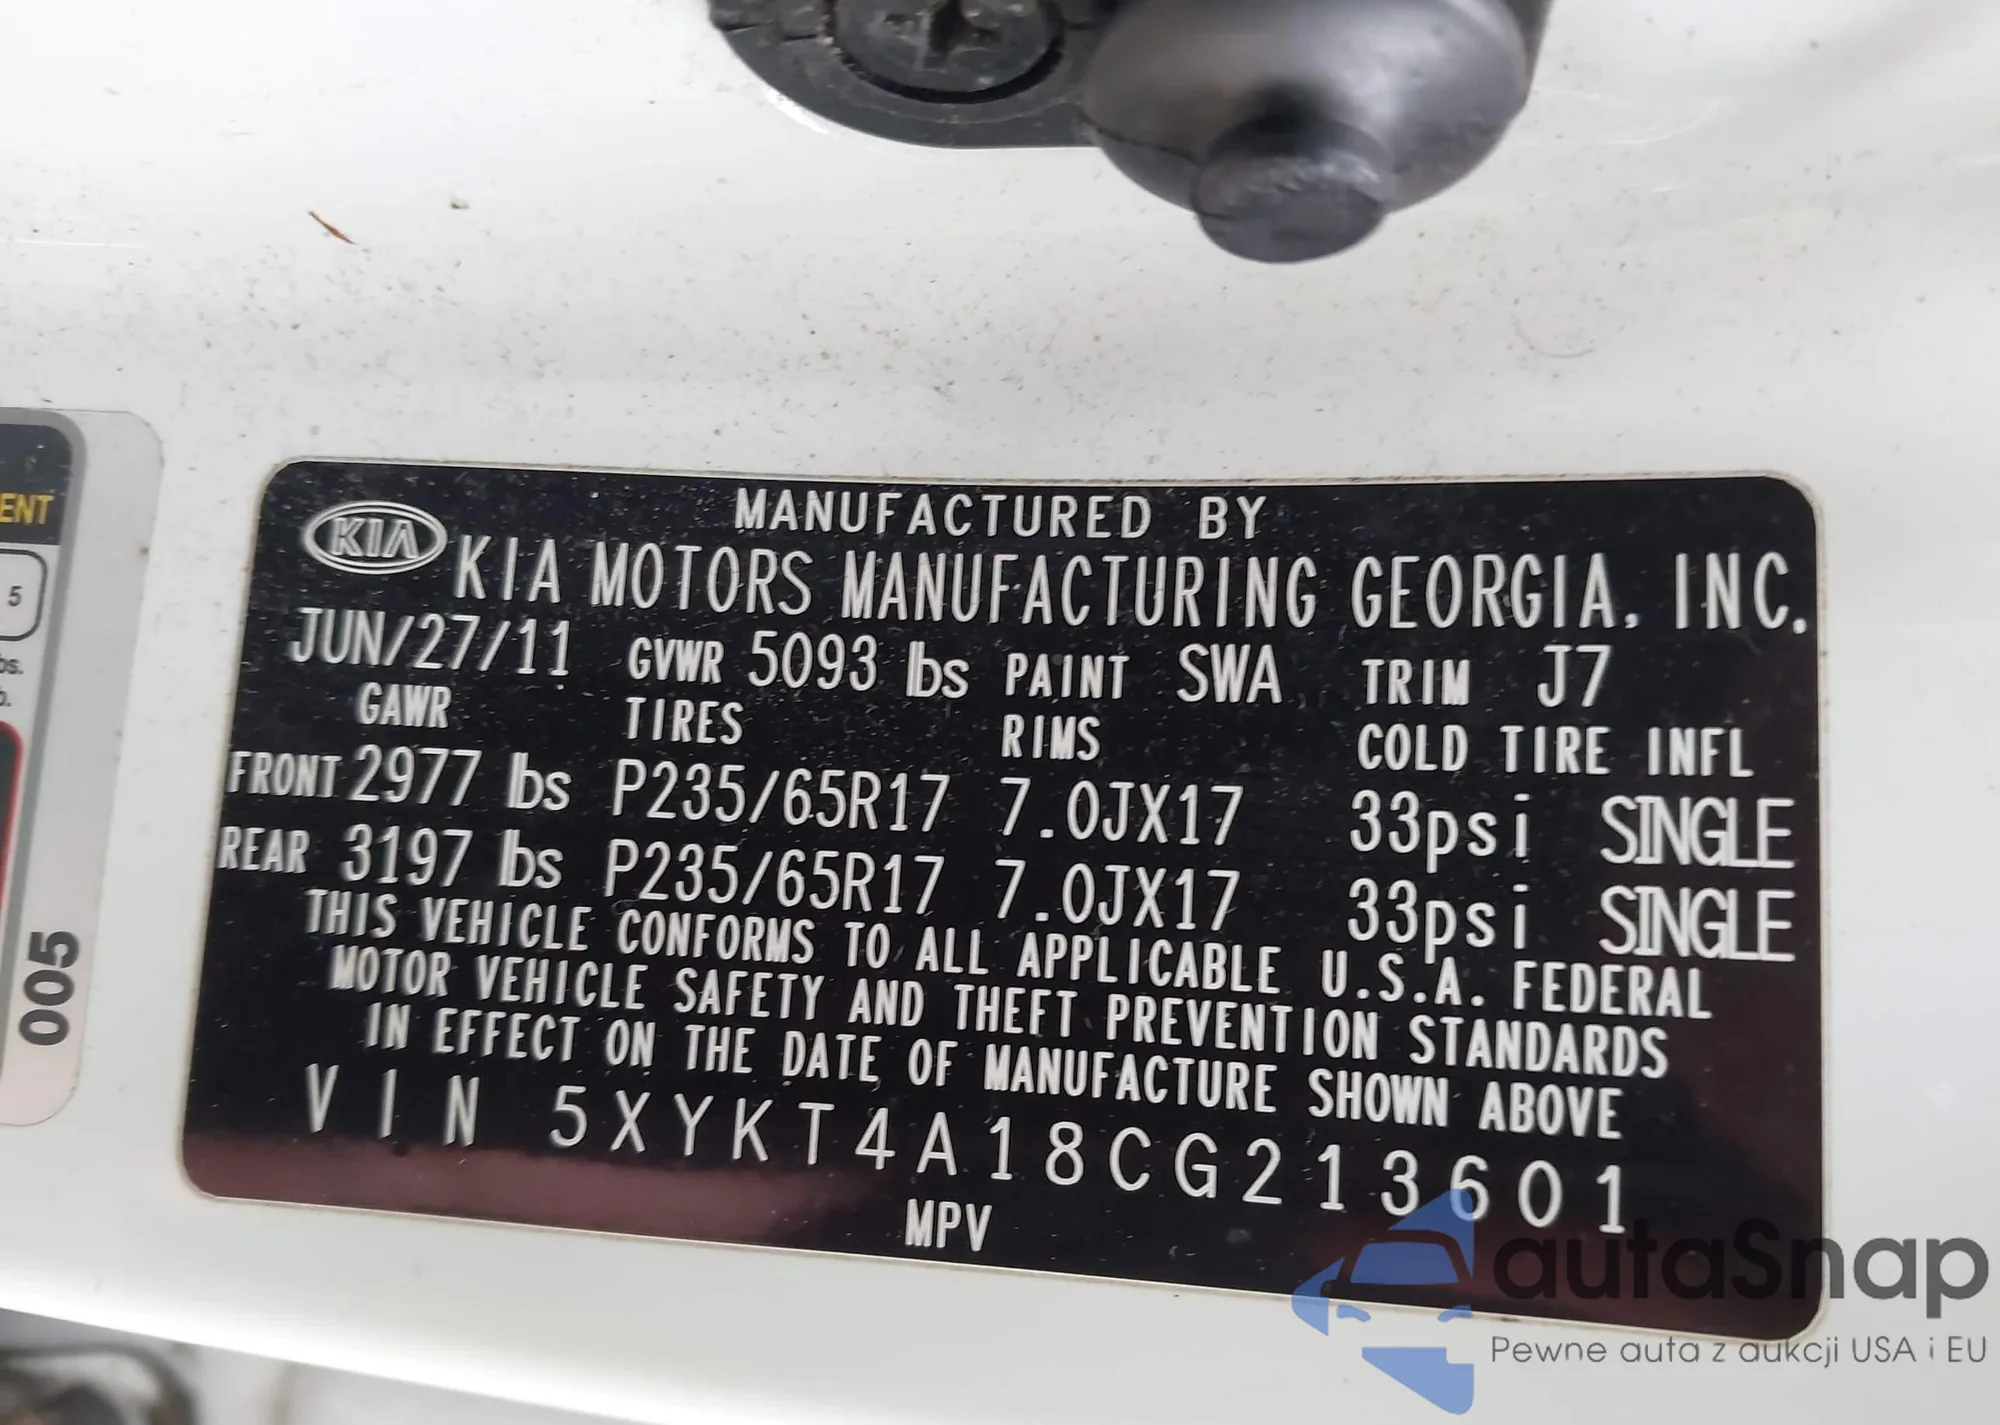 MANUFACTURED BY
KIA KIA MOTORS MANUFACTURING GEORGIA, INC.
JUN/27/11 GVWR 5093 lbs PAINT SWA TRIM J7
GAWR TIRES RIMS COLD TIRE INFL
FRONT 2977 lbs P235/65R17 7.0JX17 33psi SINGLE
REAR 3197 lbs P235/65R17 7.0JX17 33psi SINGLE
THIS VEHICLE CONFORMS TO ALL APPLICABLE U.S.A. FEDERAL
MOTOR VEHICLE SAFETY AND THEFT PREVENTION STANDARDS
IN EFFECT ON THE DATE OF MANUFACTURE SHOWN ABOVE
VIN 5XYKT4A18CG213601
MPV
ENT
5
bs.
b.
005
autaSnap
Pewne auta z aukcji USA i EU